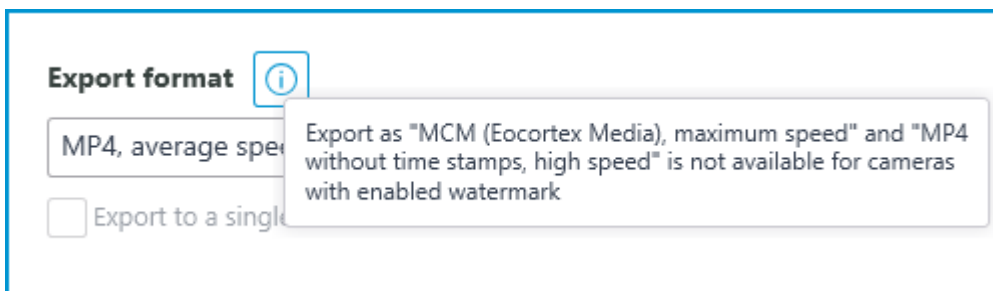 Export format
MP4, average spe
Export as "MCM (Eocortex Media), maximum speed" and "MP4
without time stamps, high speed" is not available for cameras
with enabled watermark
Export to a single